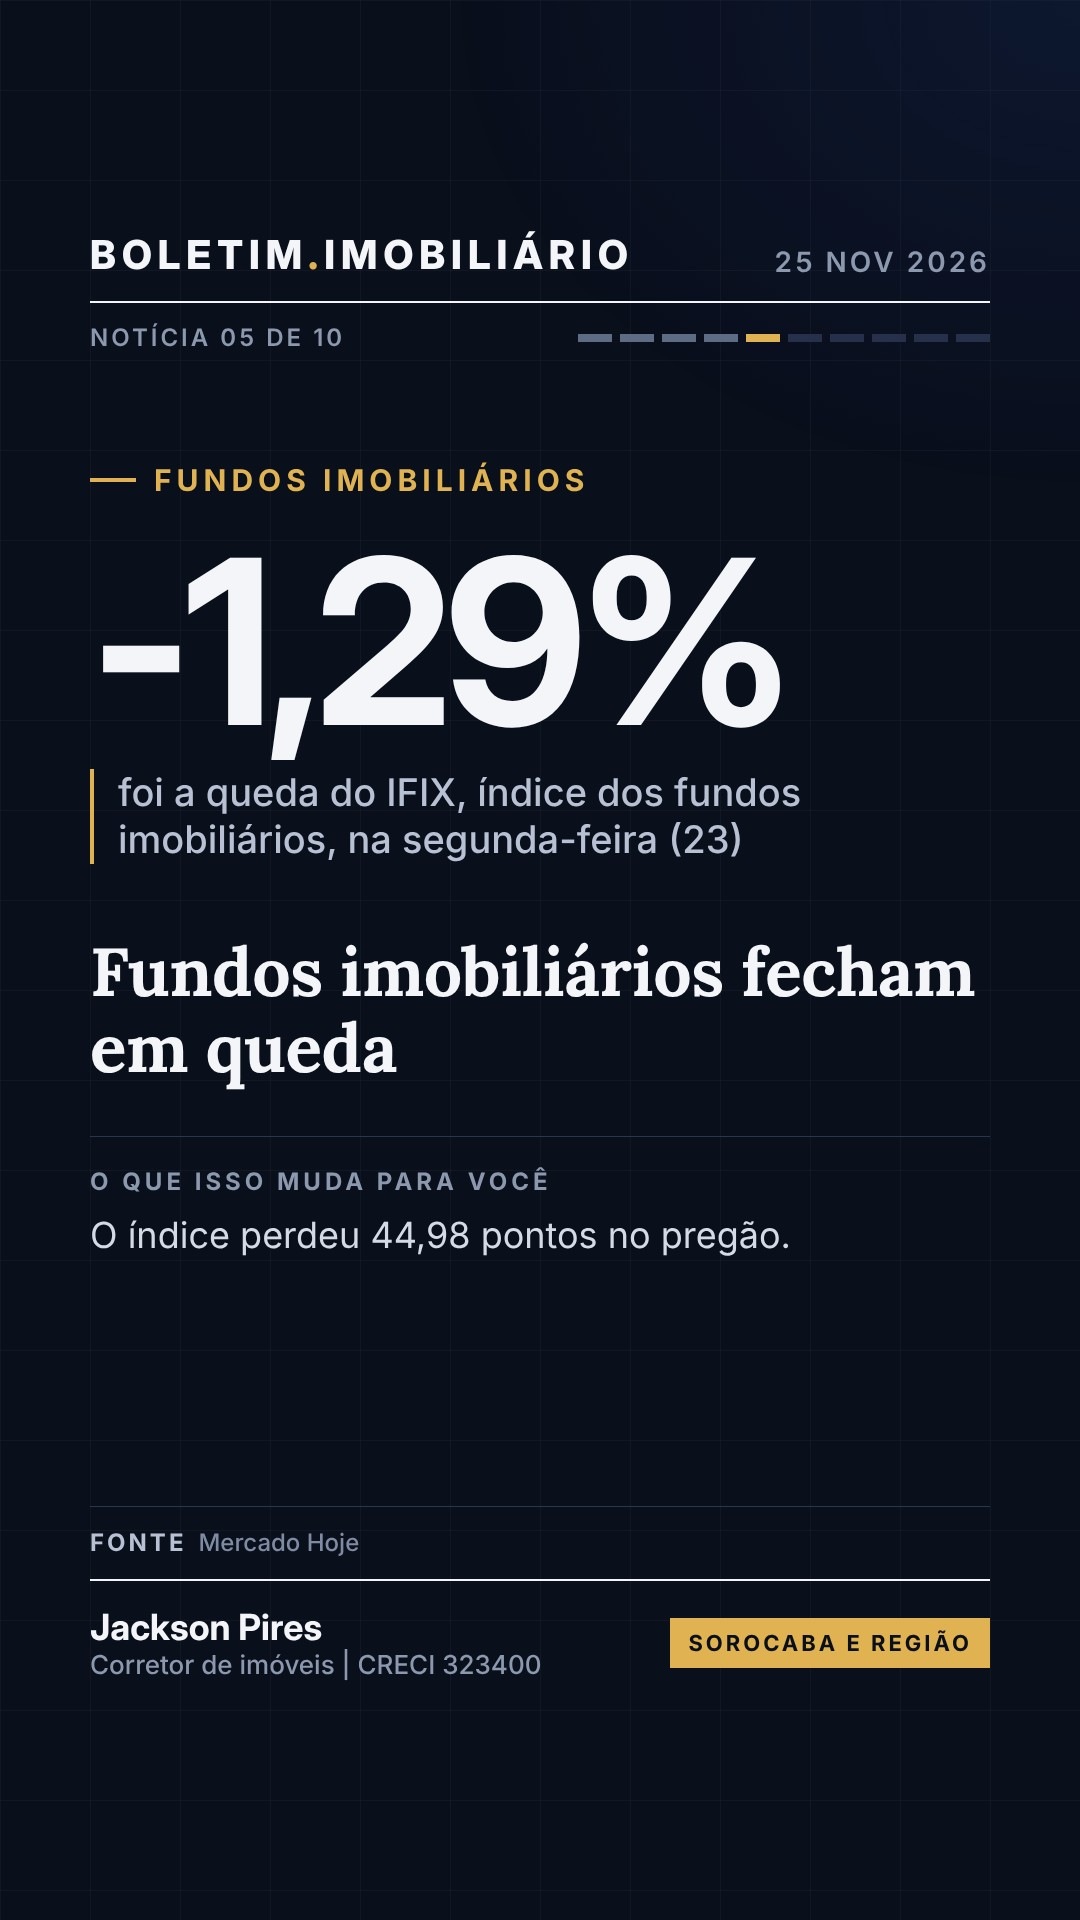 BOLETIM.IMOBILIÁRIO
25 NOV 2026
NOTÍCIA 05 DE 10
FUNDOS IMOBILIÁRIOS
-1,29%
foi a queda do IFIX, índice dos fundos
imobiliários, na segunda-feira (23)
Fundos imobiliários fecham
em queda
O QUE ISSO MUDA PARA VOCÊ
O índice perdeu 44,98 pontos no pregão.
FONTE Mercado Hoje
Jackson Pires
Corretor de imóveis | CRECI 323400
SOROCABA E REGIÃO